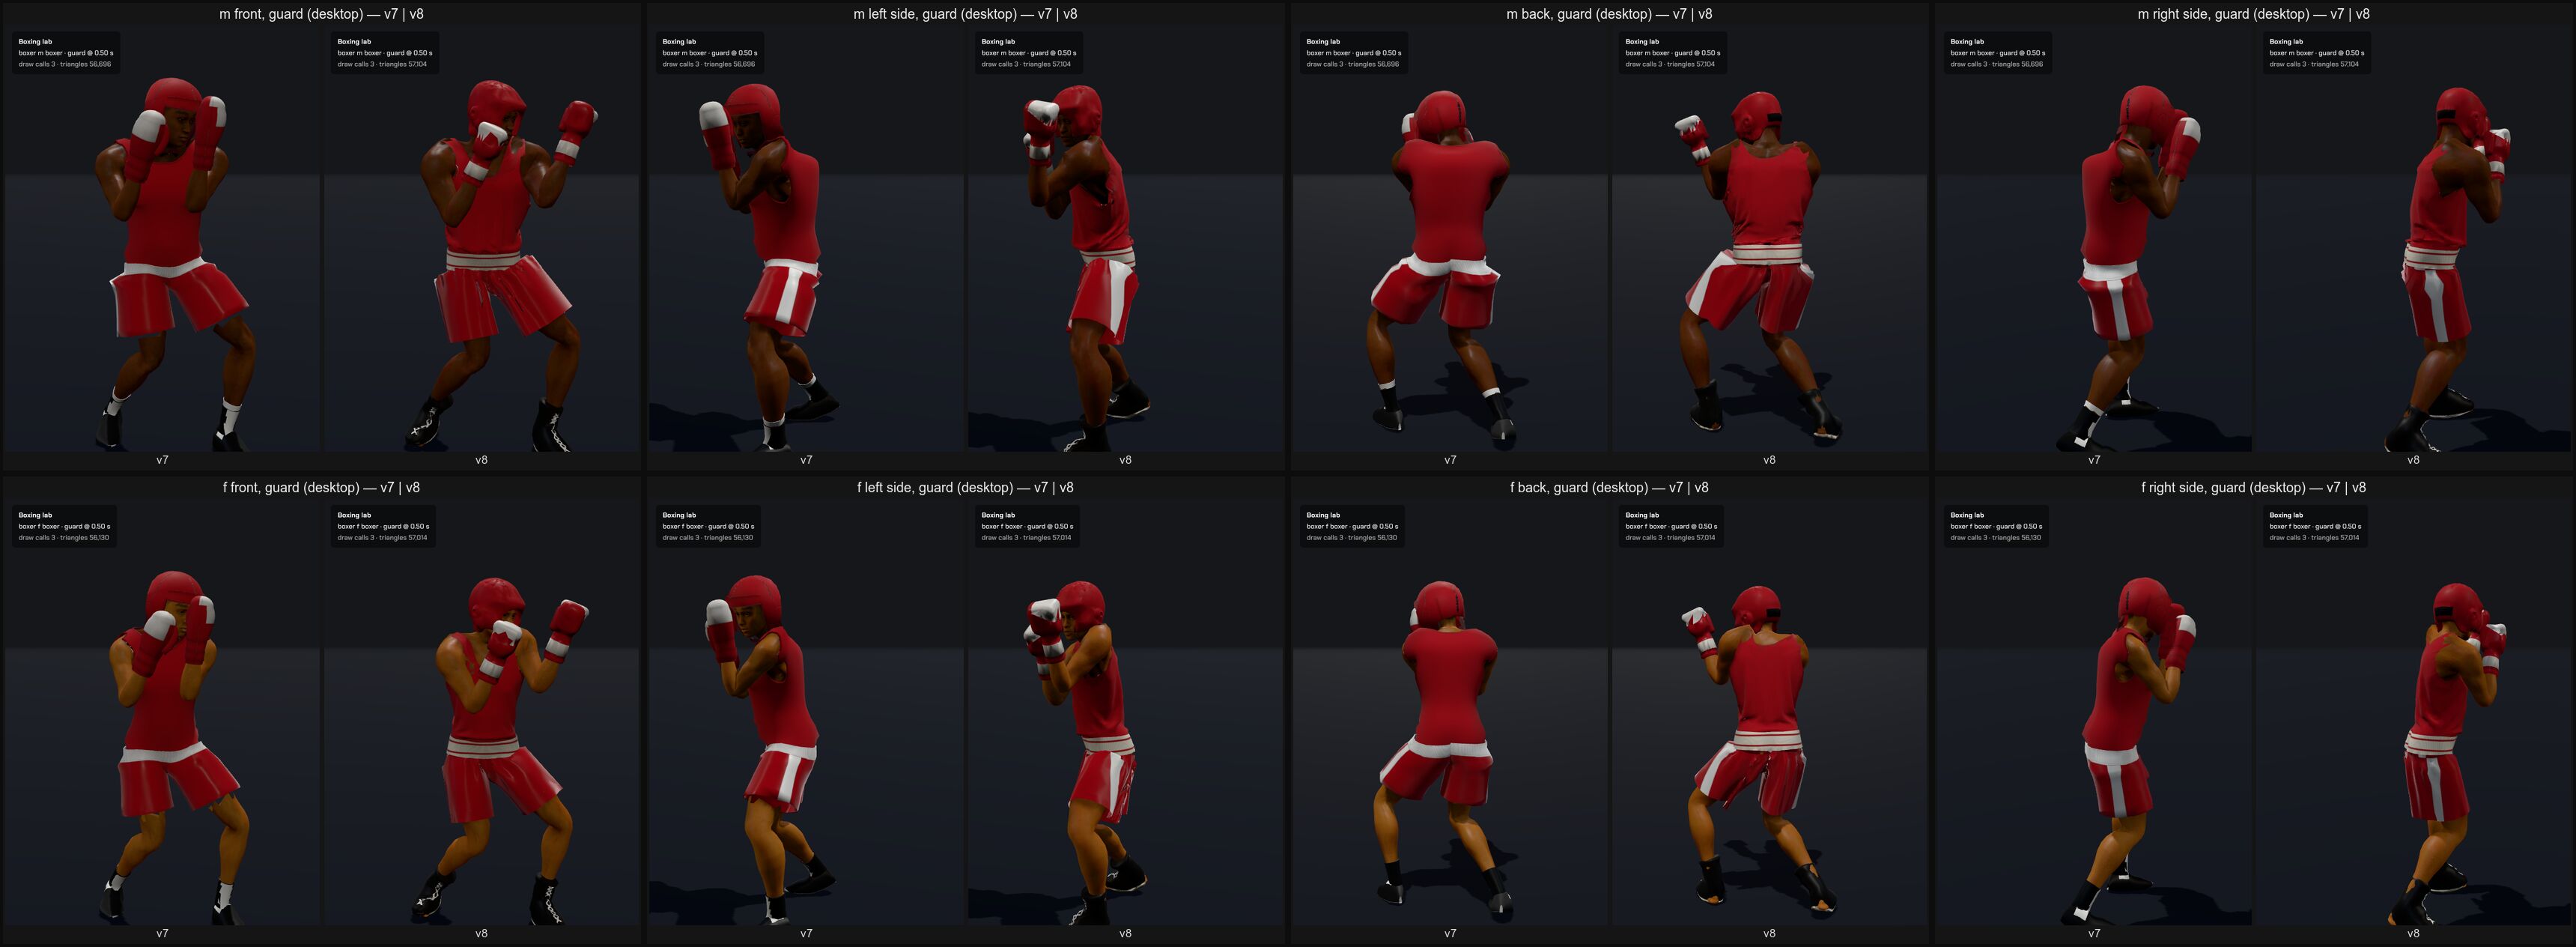 m front, guard (desktop) — v7 | v8
Boxing lab
boxer m boxer · guard @ 0.50 s
draw calls 3 · triangles 56,696
v7
Boxing lab
boxer m boxer · guard @ 0.50 s
draw calls 3 · triangles 57,104
v8
m left side, guard (desktop) — v7 | v8
Boxing lab
boxer m boxer · guard @ 0.50 s
draw calls 3 · triangles 56,696
v7
Boxing lab
boxer m boxer · guard @ 0.50 s
draw calls 3 · triangles 57,104
v8
m back, guard (desktop) — v7 | v8
Boxing lab
boxer m boxer · guard @ 0.50 s
draw calls 3 · triangles 56,696
v7
Boxing lab
boxer m boxer · guard @ 0.50 s
draw calls 3 · triangles 57,104
v8
m right side, guard (desktop) — v7 | v8
Boxing lab
boxer m boxer · guard @ 0.50 s
draw calls 3 · triangles 56,696
v7
Boxing lab
boxer m boxer · guard @ 0.50 s
draw calls 3 · triangles 57,104
v8
f front, guard (desktop) — v7 | v8
Boxing lab
boxer f boxer · guard @ 0.50 s
draw calls 3 · triangles 56,130
v7
Boxing lab
boxer f boxer · guard @ 0.50 s
draw calls 3 · triangles 57,014
v8
f left side, guard (desktop) — v7 | v8
Boxing lab
boxer f boxer · guard @ 0.50 s
draw calls 3 · triangles 56,130
v7
Boxing lab
boxer f boxer · guard @ 0.50 s
draw calls 3 · triangles 57,014
v8
f back, guard (desktop) — v7 | v8
Boxing lab
boxer f boxer · guard @ 0.50 s
draw calls 3 · triangles 56,130
v7
Boxing lab
boxer f boxer · guard @ 0.50 s
draw calls 3 · triangles 57,014
v8
f right side, guard (desktop) — v7 | v8
Boxing lab
boxer f boxer · guard @ 0.50 s
draw calls 3 · triangles 56,130
v7
Boxing lab
boxer f boxer · guard @ 0.50 s
draw calls 3 · triangles 57,014
v8